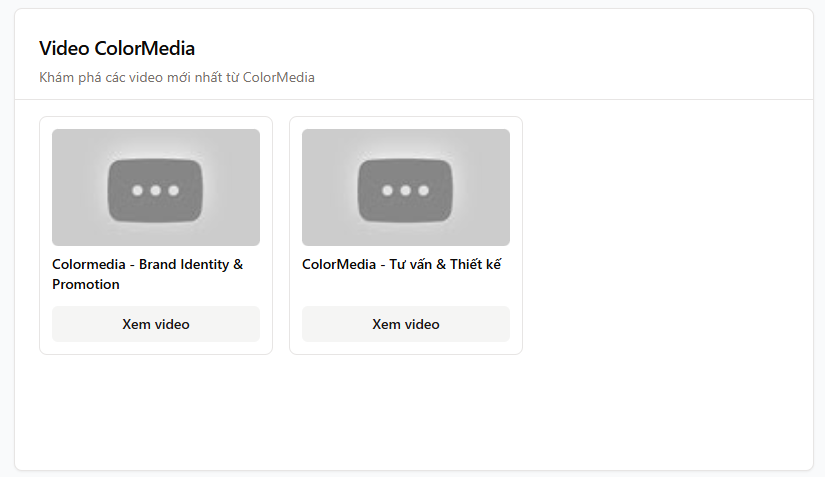 Video ColorMedia
Khám phá các video mới nhất từ ColorMedia
Colormedia - Brand Identity &
Promotion
Xem video
ColorMedia - Tư vấn & Thiết kế
Xem video